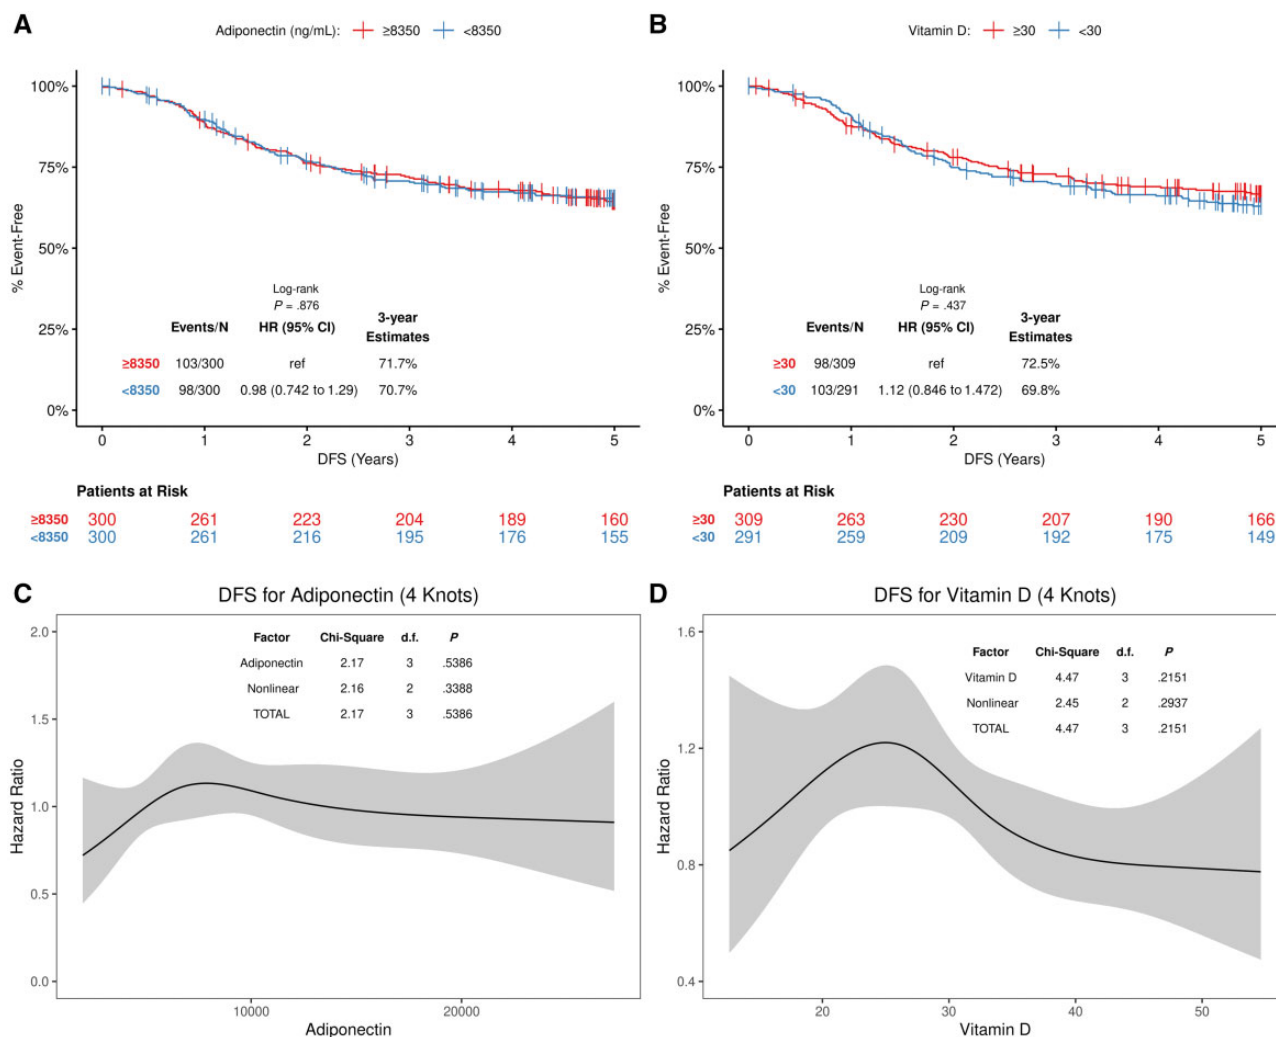 A
Adiponectin (ng/mL): ≥8350 <8350
100%
75%
50%
25%
0%
% Event-Free
Log-rank
P = .876
Events/N HR (95% CI) 3-year Estimates
≥8350 103/300 ref 71.7%
<8350 98/300 0.98 (0.742 to 1.29) 70.7%
0 1 2 3 4 5
DFS (Years)
Patients at Risk
≥8350 300 261 223 204 189 160
<8350 300 261 216 195 176 155
B
Vitamin D: ≥30 <30
100%
75%
50%
25%
0%
% Event-Free
Log-rank
P = .437
Events/N HR (95% CI) 3-year Estimates
≥30 98/309 ref 72.5%
<30 103/291 1.12 (0.846 to 1.472) 69.8%
0 1 2 3 4 5
DFS (Years)
Patients at Risk
≥30 309 263 230 207 190 166
<30 291 259 209 192 175 149
C
DFS for Adiponectin (4 Knots)
Factor Chi-Square d.f. P
Adiponectin 2.17 3 .5386
Nonlinear 2.16 2 .3388
TOTAL 2.17 3 .5386
2.0
1.5
1.0
0.5
0.0
Hazard Ratio
10000 20000
Adiponectin
D
DFS for Vitamin D (4 Knots)
Factor Chi-Square d.f. P
Vitamin D 4.47 3 .2151
Nonlinear 2.45 2 .2937
TOTAL 4.47 3 .2151
1.6
1.2
0.8
0.4
Hazard Ratio
20 30 40 50
Vitamin D